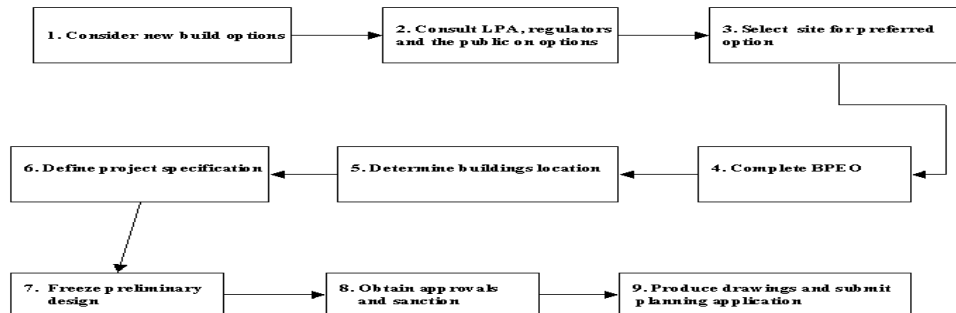 1. Consider new build options
2. Consult LPA, regulators
and the public on options
3. Select site for preferred
option
6. Define project specification
5. Determine buildings location
4. Complete BPEO
7. Freeze preliminary
design
8. Obtain approvals
and sanction
9. Produce drawings and submit
planning application